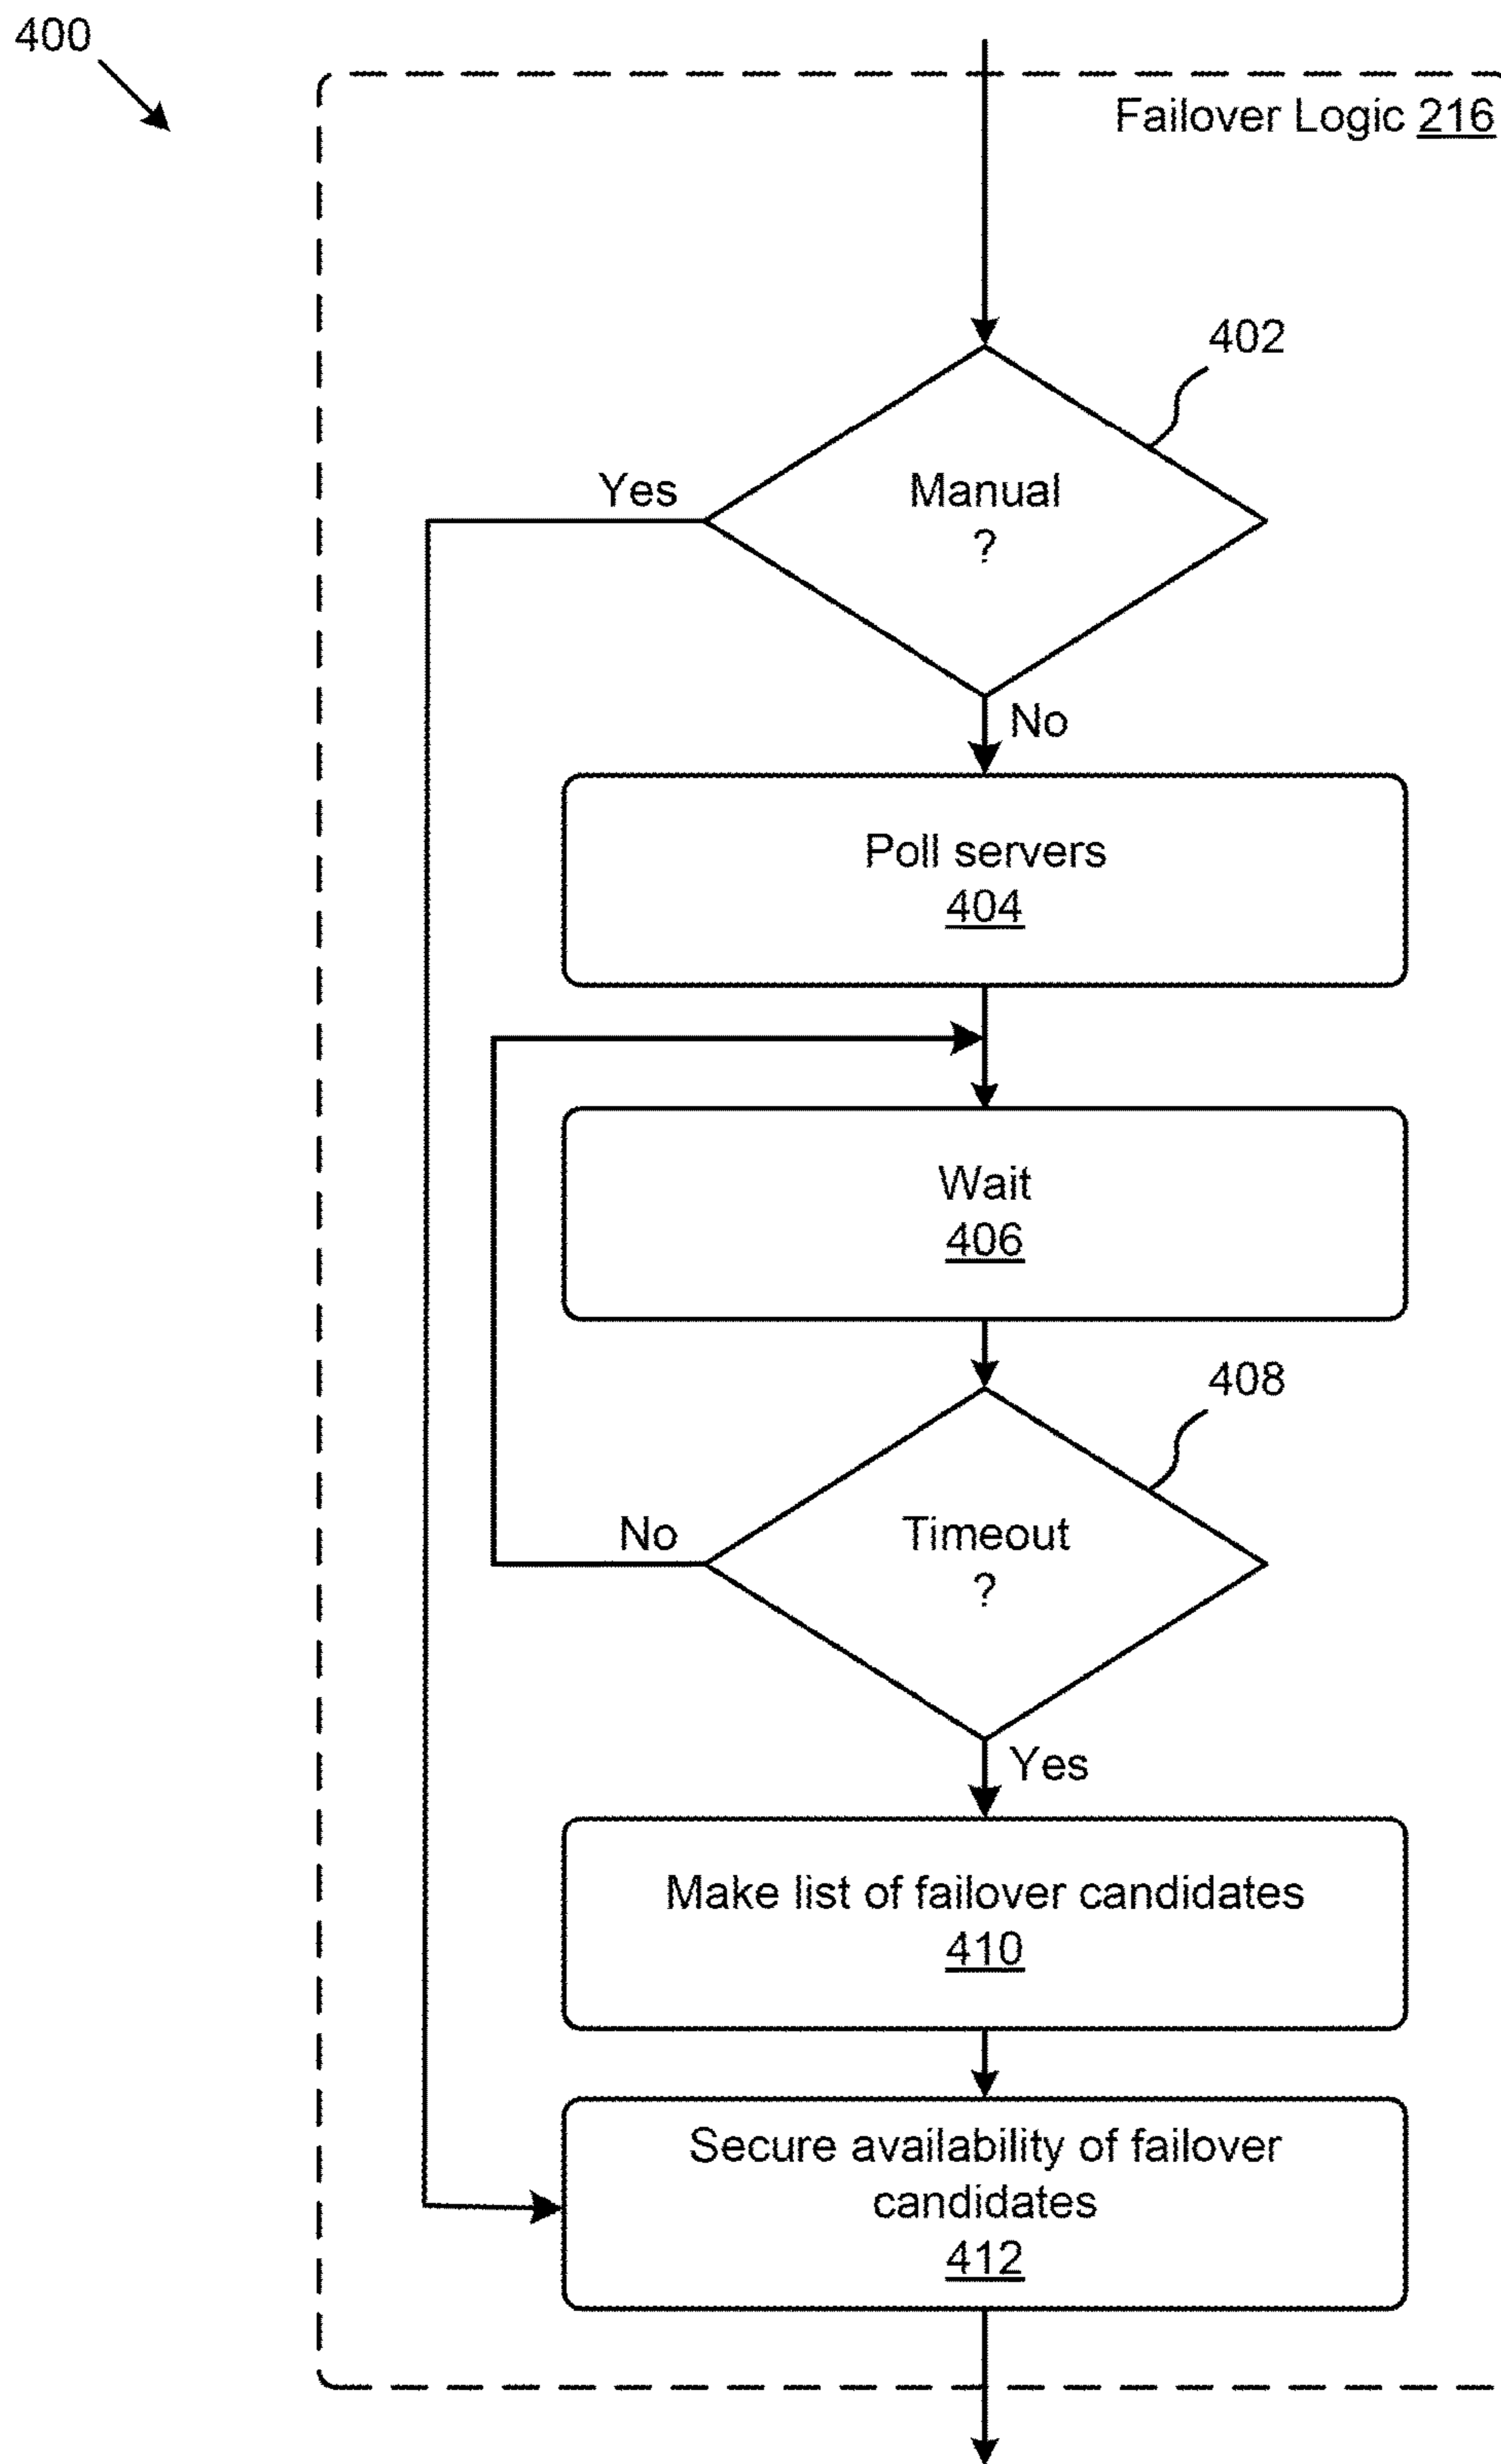 400
Failover Logic 216
402
Yes
Manual
?
No
Poll servers
404
Wait
406
408
No
Timeout
?
Yes
Make list of failover candidates
410
Secure availability of failover
candidates
412